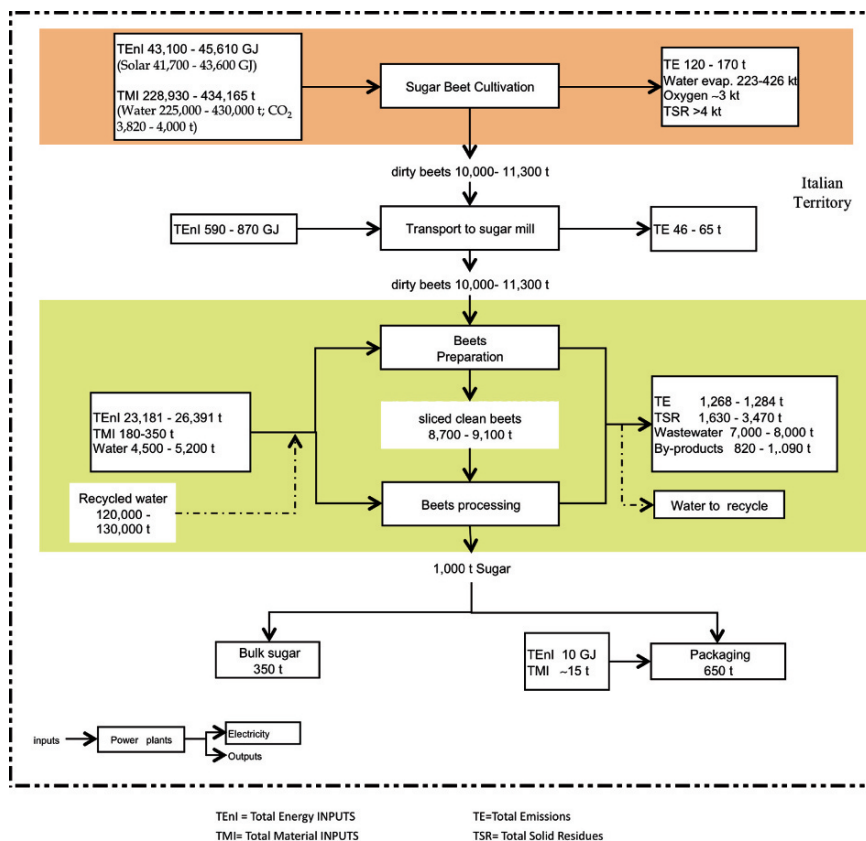 TEnI 43,100 - 45,610 GJ
(Solar 41,700 - 43,600 GJ)
TMI 228,930 - 434,165 t
(Water 225,000 - 430,000 t; CO2
3,820 - 4,000 t)
Sugar Beet Cultivation
TE 120 - 170 t
Water evap. 223-426 kt
Oxygen ~3 kt
TSR >4 kt
dirty beets 10,000- 11,300 t
Italian
Territory
TEnI 590 - 870 GJ
Transport to sugar mill
TE 46 - 65 t
dirty beets 10,000- 11,300 t
Beets
Preparation
TEnI 23,181 - 26,391 t
TMI 180-350 t
Water 4,500 - 5,200 t
sliced clean beets
8,700 - 9,100 t
TE 1,268 - 1,284 t
TSR 1,630 - 3,470 t
Wastewater 7,000 - 8,000 t
By-products 820 - 1,.090 t
Recycled water
120,000 -
130,000 t
Beets processing
Water to recycle
1,000 t Sugar
Bulk sugar
350 t
TEnI 10 GJ
TMI ~15 t
Packaging
650 t
inputs
Power plants
Electricity
Outputs
TEnI = Total Energy INPUTS
TE=Total Emissions
TMI= Total Material INPUTS
TSR= Total Solid Residues